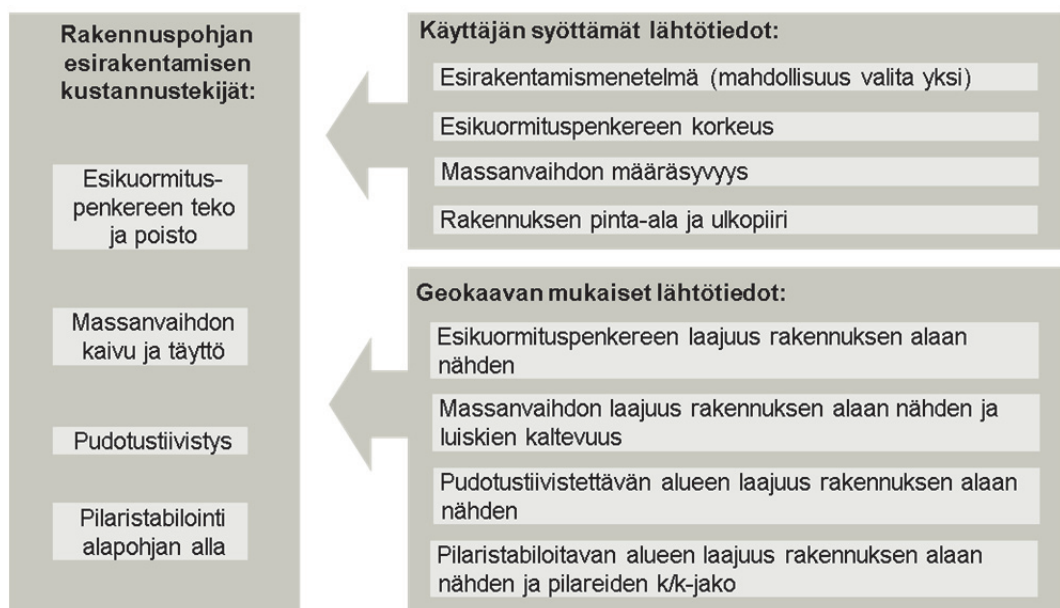 Rakennuspohjan
esirakentamisen
kustannustekijät:
Esikuormitus-
penkereen teko
ja poisto
Massanvaihdon
kaivu ja täyttö
Pudotustiivistys
Pilaristabilointi
alapohjan alla
Käyttäjän syöttämät lähtötiedot:
Esirakentamismenetelmä (mahdollisuus valita yksi)
Esikuormituspenkereen korkeus
Massanvaihdon määräsyvyys
Rakennuksen pinta-ala ja ulkopiiri
Geokaavan mukaiset lähtötiedot:
Esikuormituspenkereen laajuus rakennuksen alaan
nähden
Massanvaihdon laajuus rakennuksen alaan nähden ja
luiskien kaltevuus
Pudotustiivistettävän alueen laajuus rakennuksen alaan
nähden
Pilaristabiloitavan alueen laajuus rakennuksen alaan
nähden ja pilareiden k/k-jako